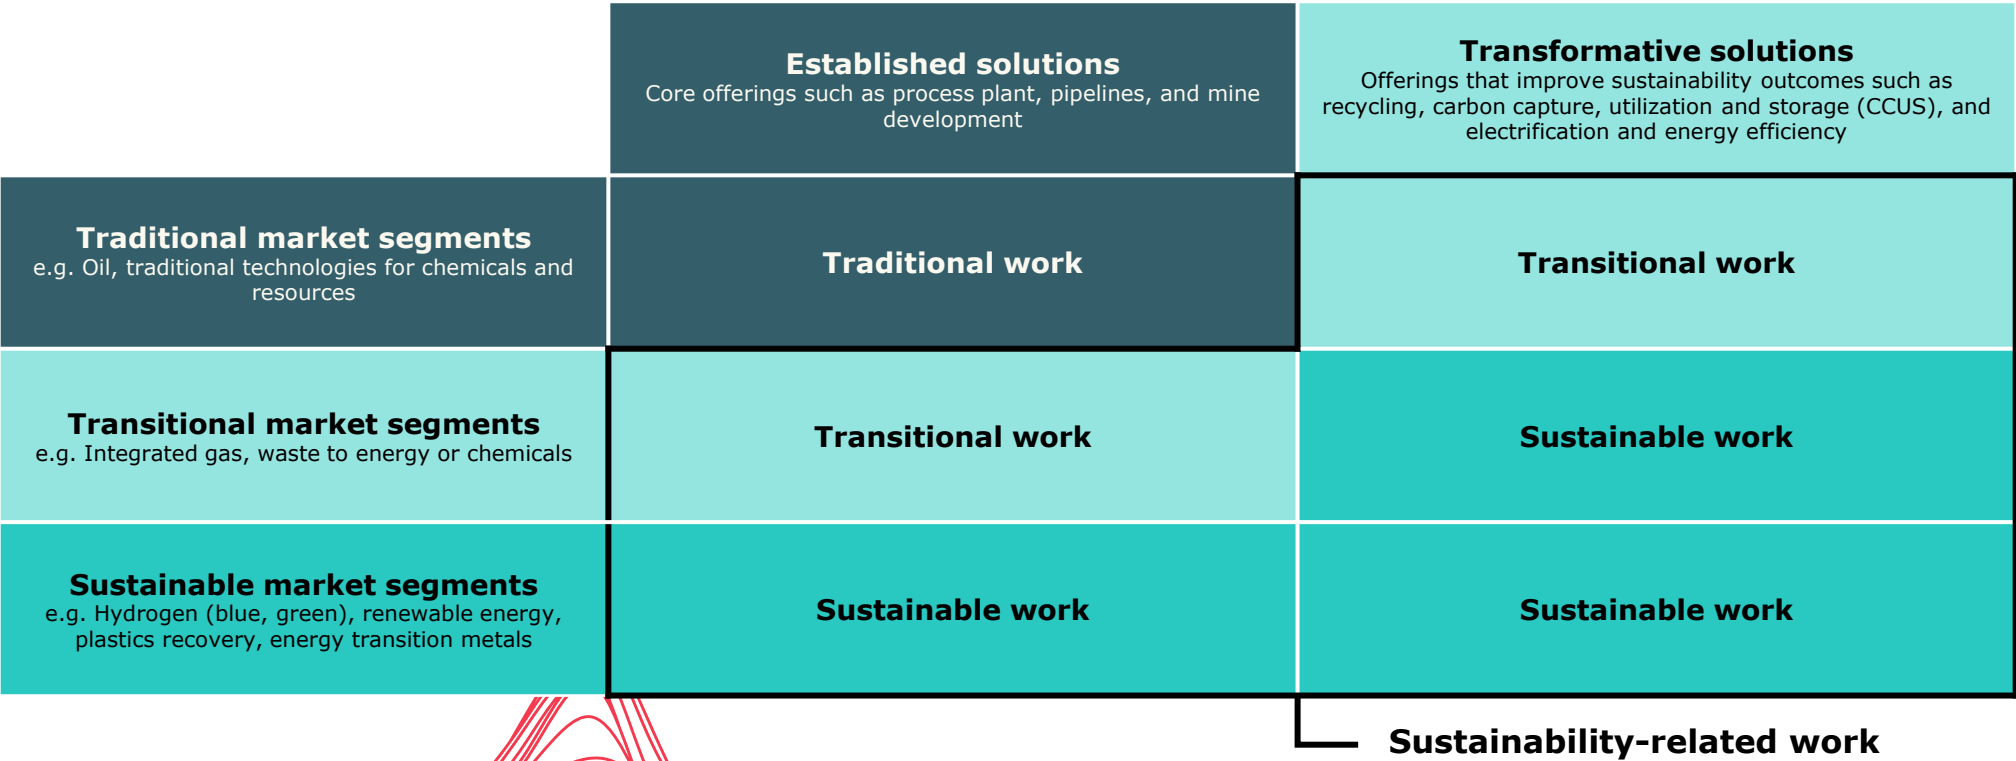 Established solutions
Core offerings such as process plant, pipelines, and mine
development
Transformative solutions
Offerings that improve sustainability outcomes such as
recycling, carbon capture, utilization and storage (CCUS), and
electrification and energy efficiency
Traditional market segments
e.g. Oil, traditional technologies for chemicals and
resources
Traditional work
Transitional work
Transitional market segments
e.g. Integrated gas, waste to energy or chemicals
Transitional work
Sustainable work
Sustainable market segments
e.g. Hydrogen (blue, green), renewable energy,
plastics recovery, energy transition metals
Sustainable work
Sustainable work
Sustainability-related work